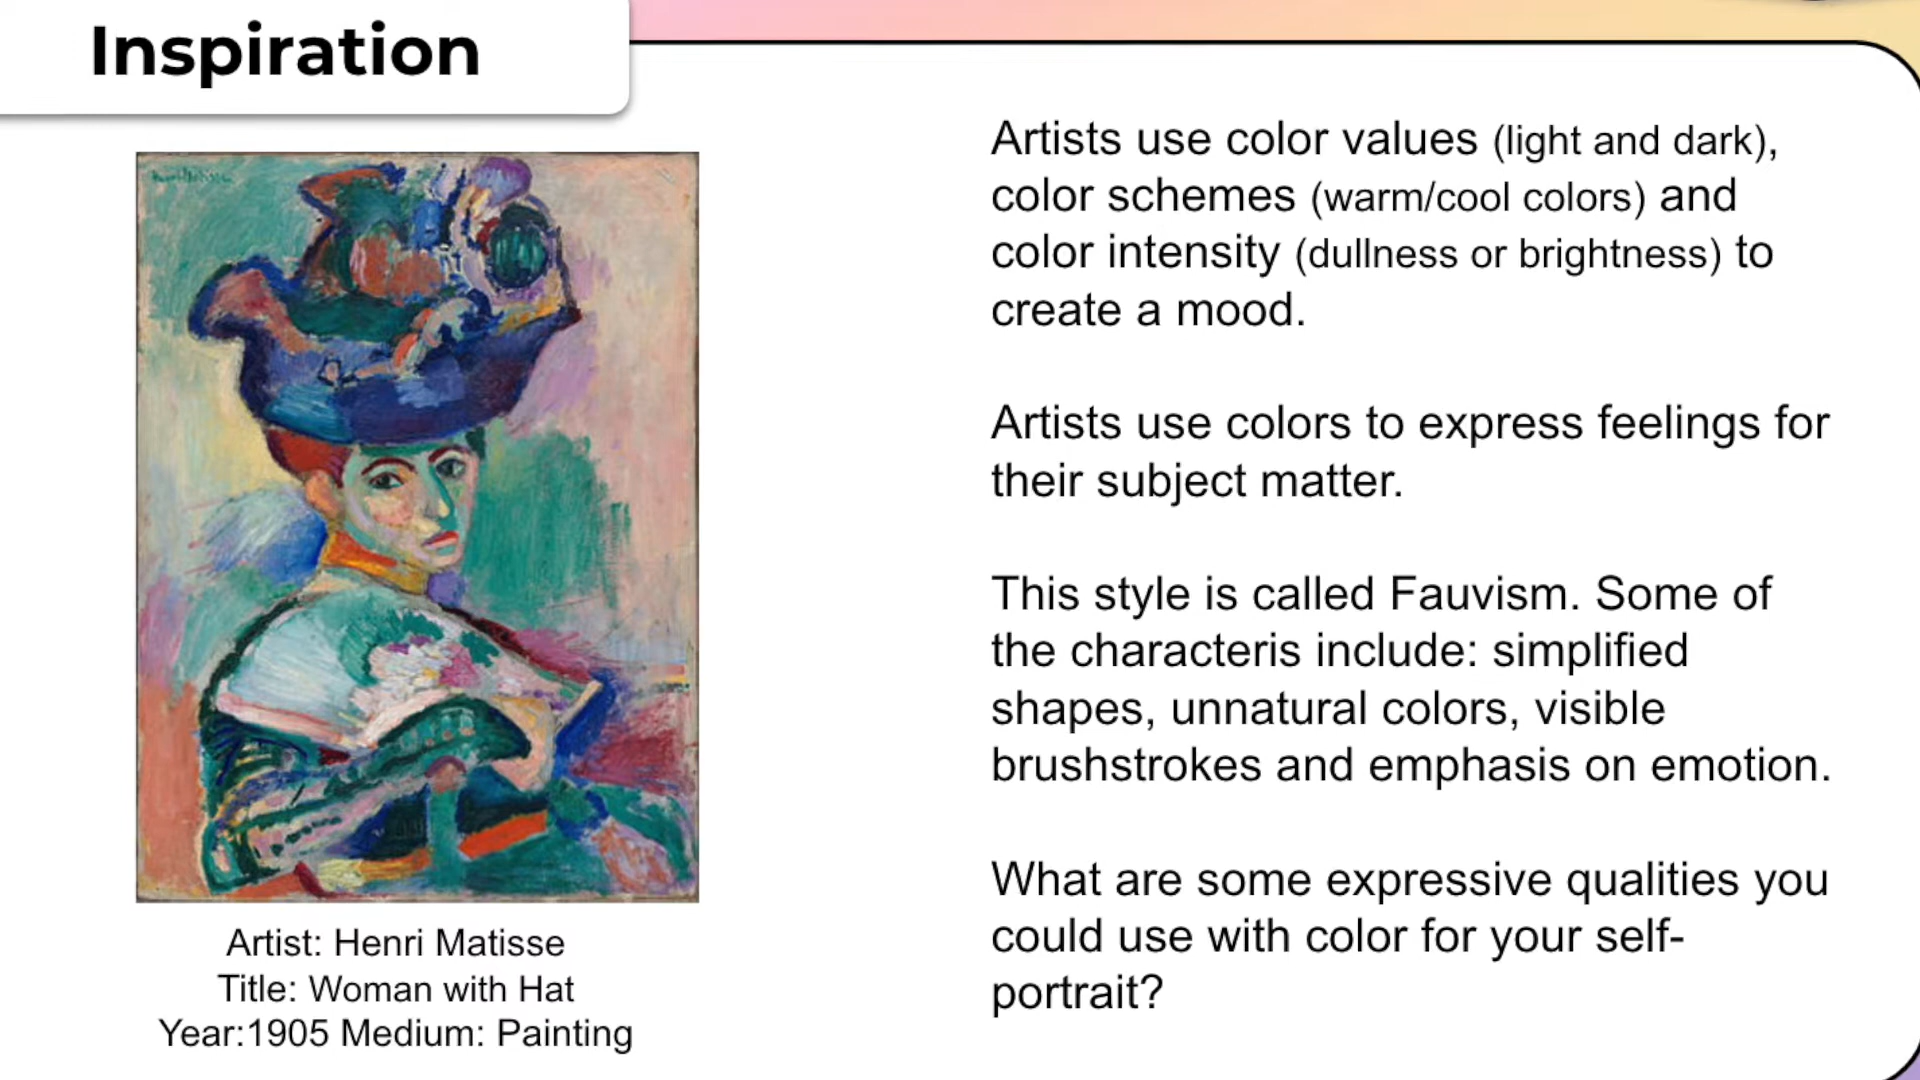 Inspiration
Artists use color values (light and dark),
color schemes (warm/cool colors) and
color intensity (dullness or brightness) to
create a mood.
Artists use colors to express feelings for
their subject matter.
This style is called Fauvism. Some of
the characteris include: simplified
shapes, unnatural colors, visible
brushstrokes and emphasis on emotion.
What are some expressive qualities you
could use with color for your self-
portrait?
Artist: Henri Matisse
Title: Woman with Hat
Year:1905 Medium: Painting